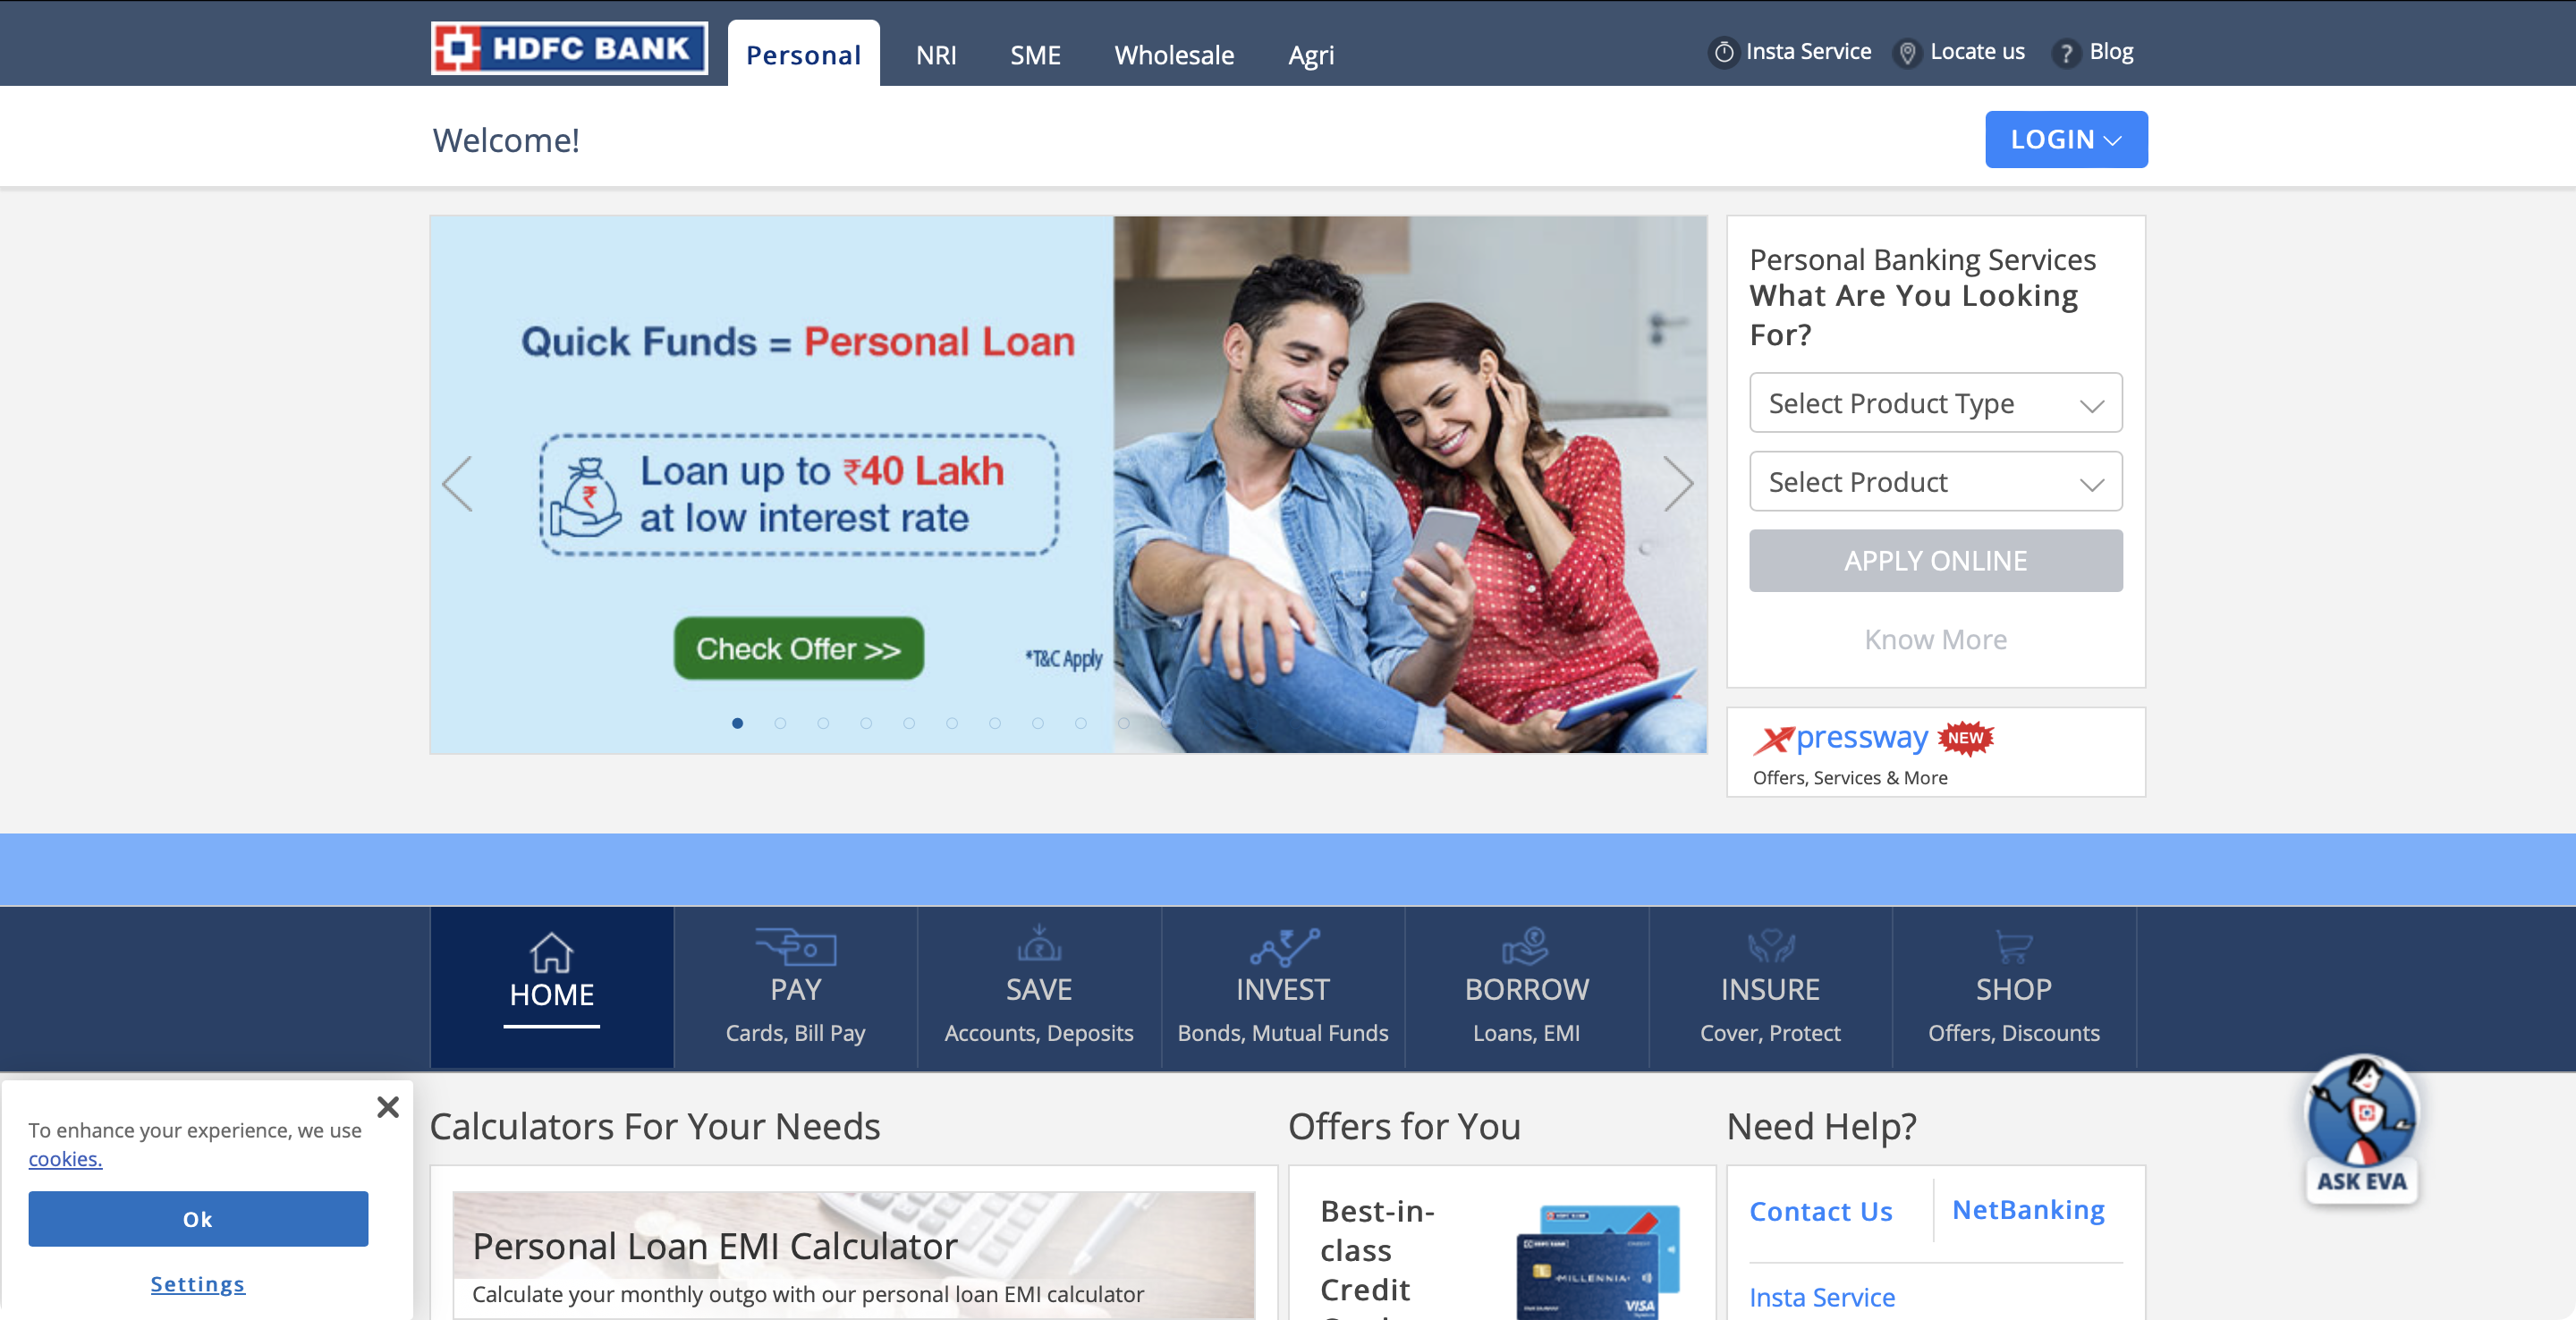 HDFC BANK
Personal
NRI
SME
Wholesale
Agri
Insta Service
Locate us
? Blog
Welcome!
LOGIN
Quick Funds = Personal Loan
Loan up to ₹40 Lakh
at low interest rate
Check Offer >>
*T&C Apply
Personal Banking Services
What Are You Looking
For?
Select Product Type
Select Product
APPLY ONLINE
Know More
Xpressway NEW
Offers, Services & More
HOME
PAY
Cards, Bill Pay
SAVE
Accounts, Deposits
INVEST
Bonds, Mutual Funds
BORROW
Loans, EMI
INSURE
Cover, Protect
SHOP
Offers, Discounts
To enhance your experience, we use
cookies.
Ok
Settings
Calculators For Your Needs
Personal Loan EMI Calculator
Calculate your monthly outgo with our personal loan EMI calculator
Offers for You
Best-in-
class
Credit
HDFC BANK
MILLENNIA
VISA
Need Help?
Contact Us
NetBanking
Insta Service
ASK EVA